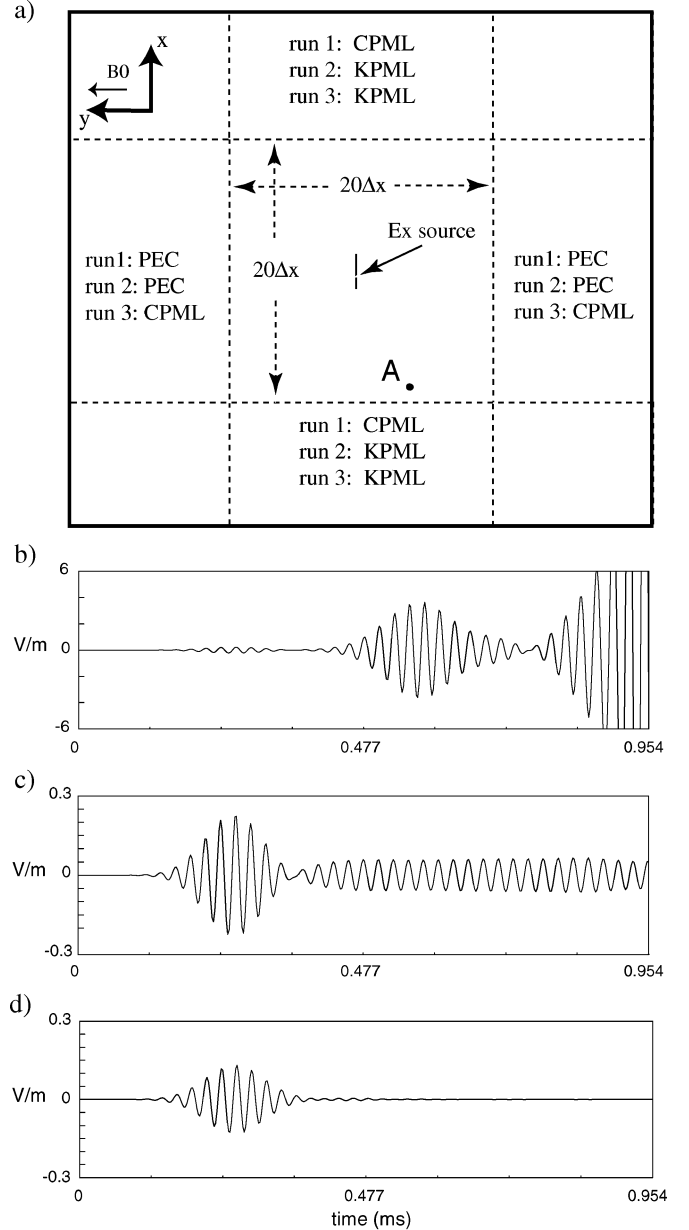 a)
x
B0
y
run 1: CPML
run 2: KPML
run 3: KPML
20Δx
Ex source
20Δx
run1: PEC
run 2: PEC
run 3: CPML
run1: PEC
run 2: PEC
run 3: CPML
A
run 1: CPML
run 2: KPML
run 3: KPML
b)
6
V/m 0
-6
0 0.477 0.954
c)
0.3
V/m 0
-0.3
0 0.477 0.954
d)
0.3
V/m 0
-0.3
0 0.477 0.954
time (ms)